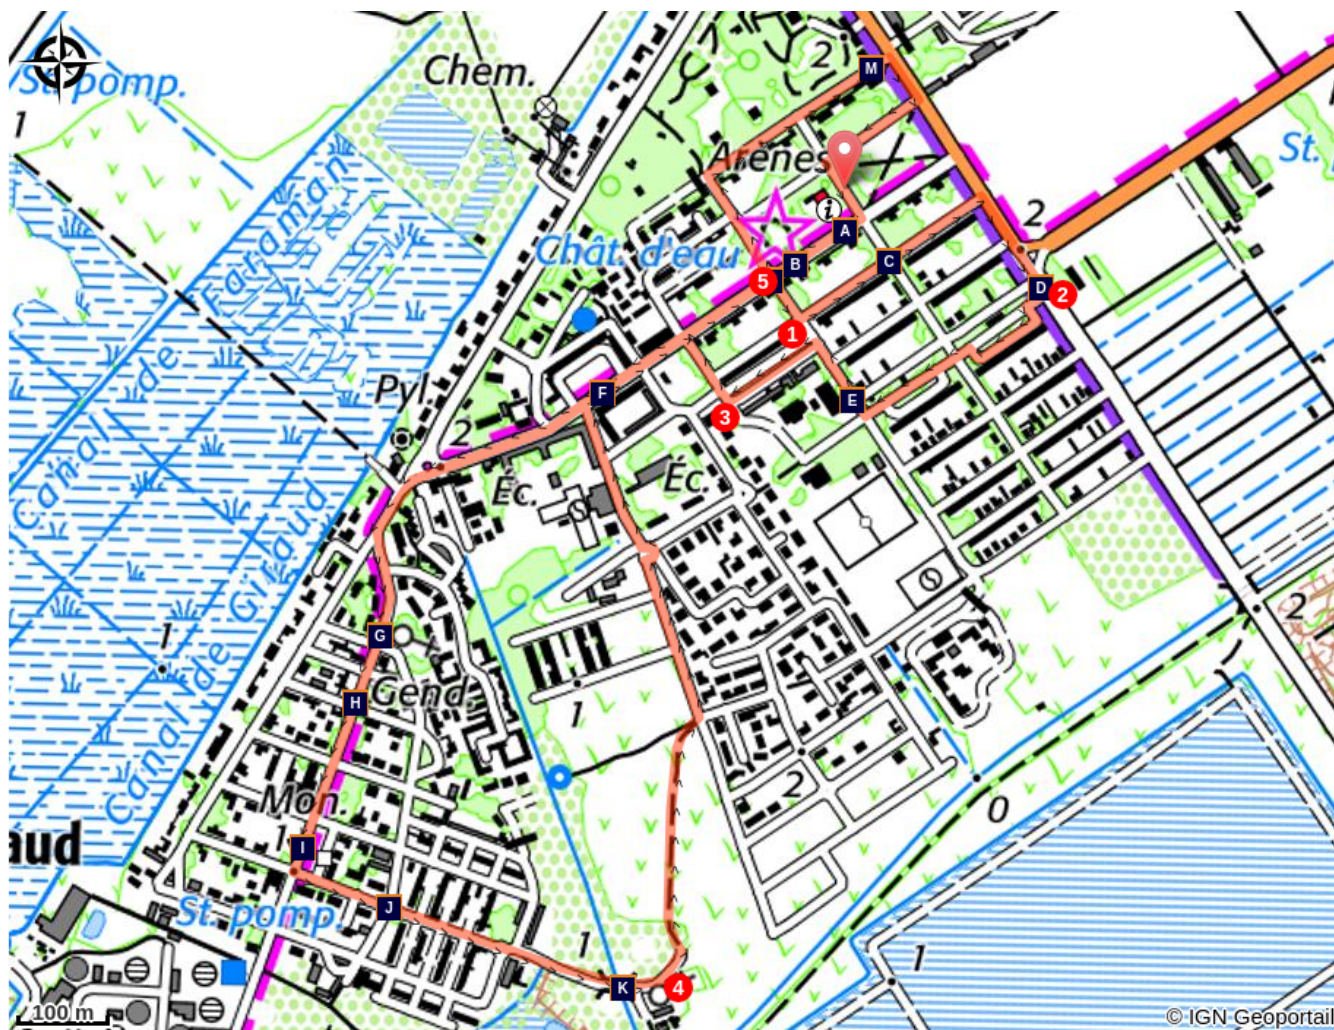 St. pomp.
Chem.
2
M
1
Arènes
St.
Canal de Faraman
Chât. d'eau
i
A
2
B
C
5
D
2
1
Pyl.
F
E
3
2
Éc.
Éc.
Canal de Giraud
1
G
2
Gend.
H
1
2
0
Mon.
1
I
aud
J
St. pomp.
1
1
K
4
100 m
© IGN Geoportail